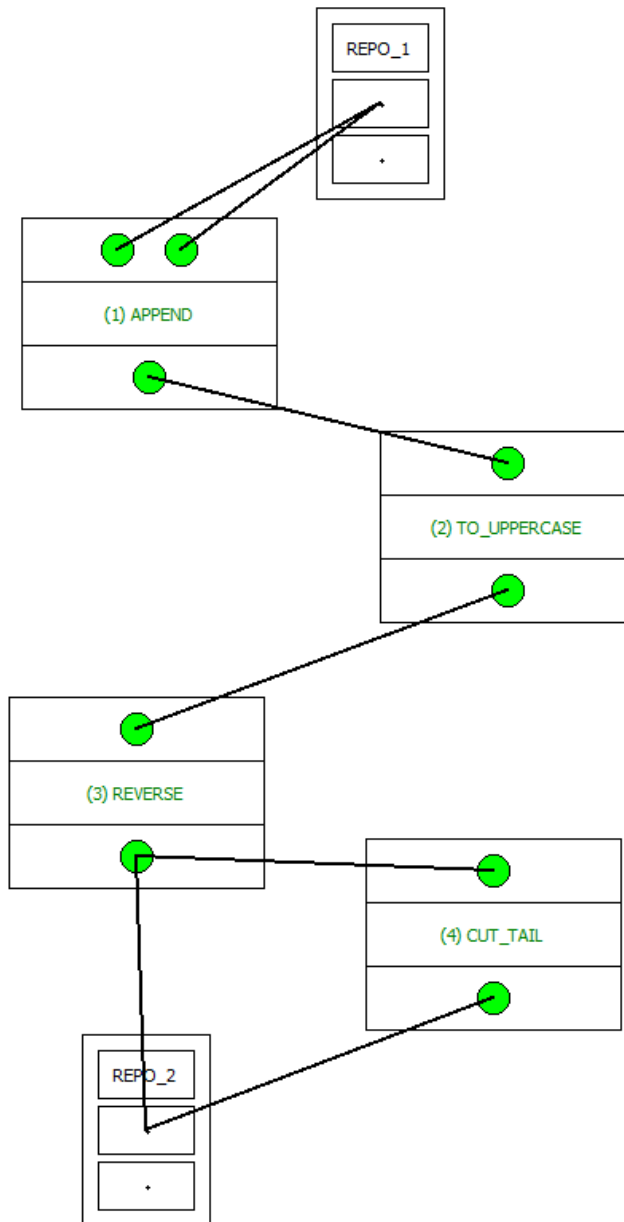 REPO_1
(1) APPEND
(2) TO_UPPERCASE
(3) REVERSE
(4) CUT_TAIL
REPO_2